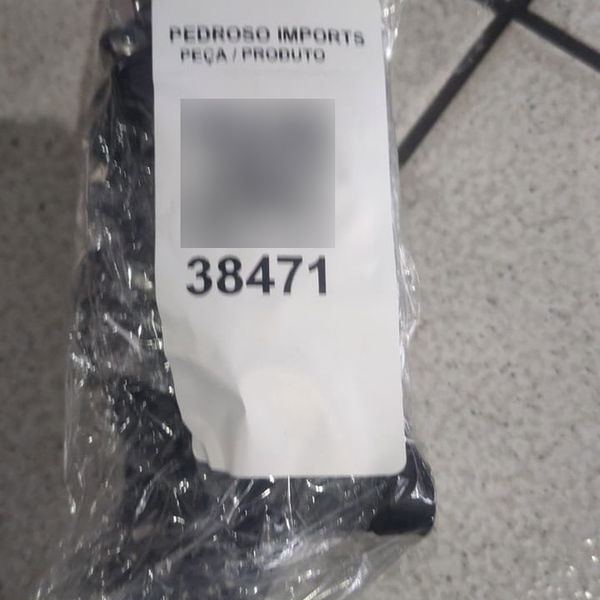 PEDROSO IMPORTS
PEÇA / PRODUTO
38471